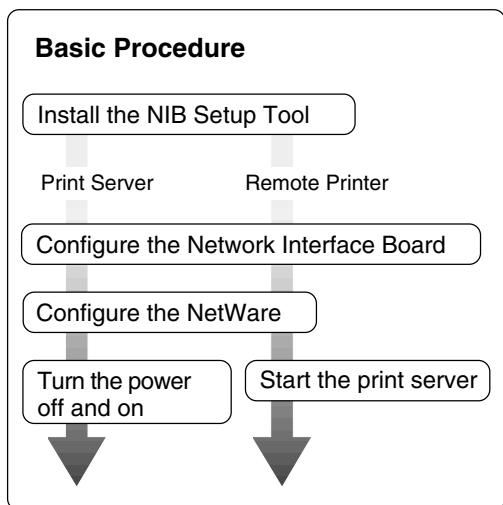 Basic Procedure
Install the NIB Setup Tool
Print Server
Remote Printer
Configure the Network Interface Board
Configure the NetWare
Turn the power
off and on
Start the print server